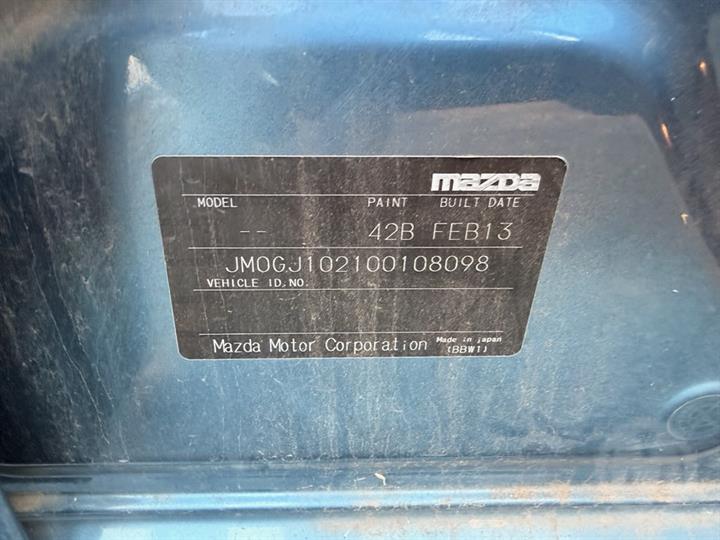 mazda
MODEL PAINT BUILT DATE
-- 42B FEB13
JM0GJ102100108098
VEHICLE ID.NO.
Mazda Motor Corporation Made in japan
(BBW1)